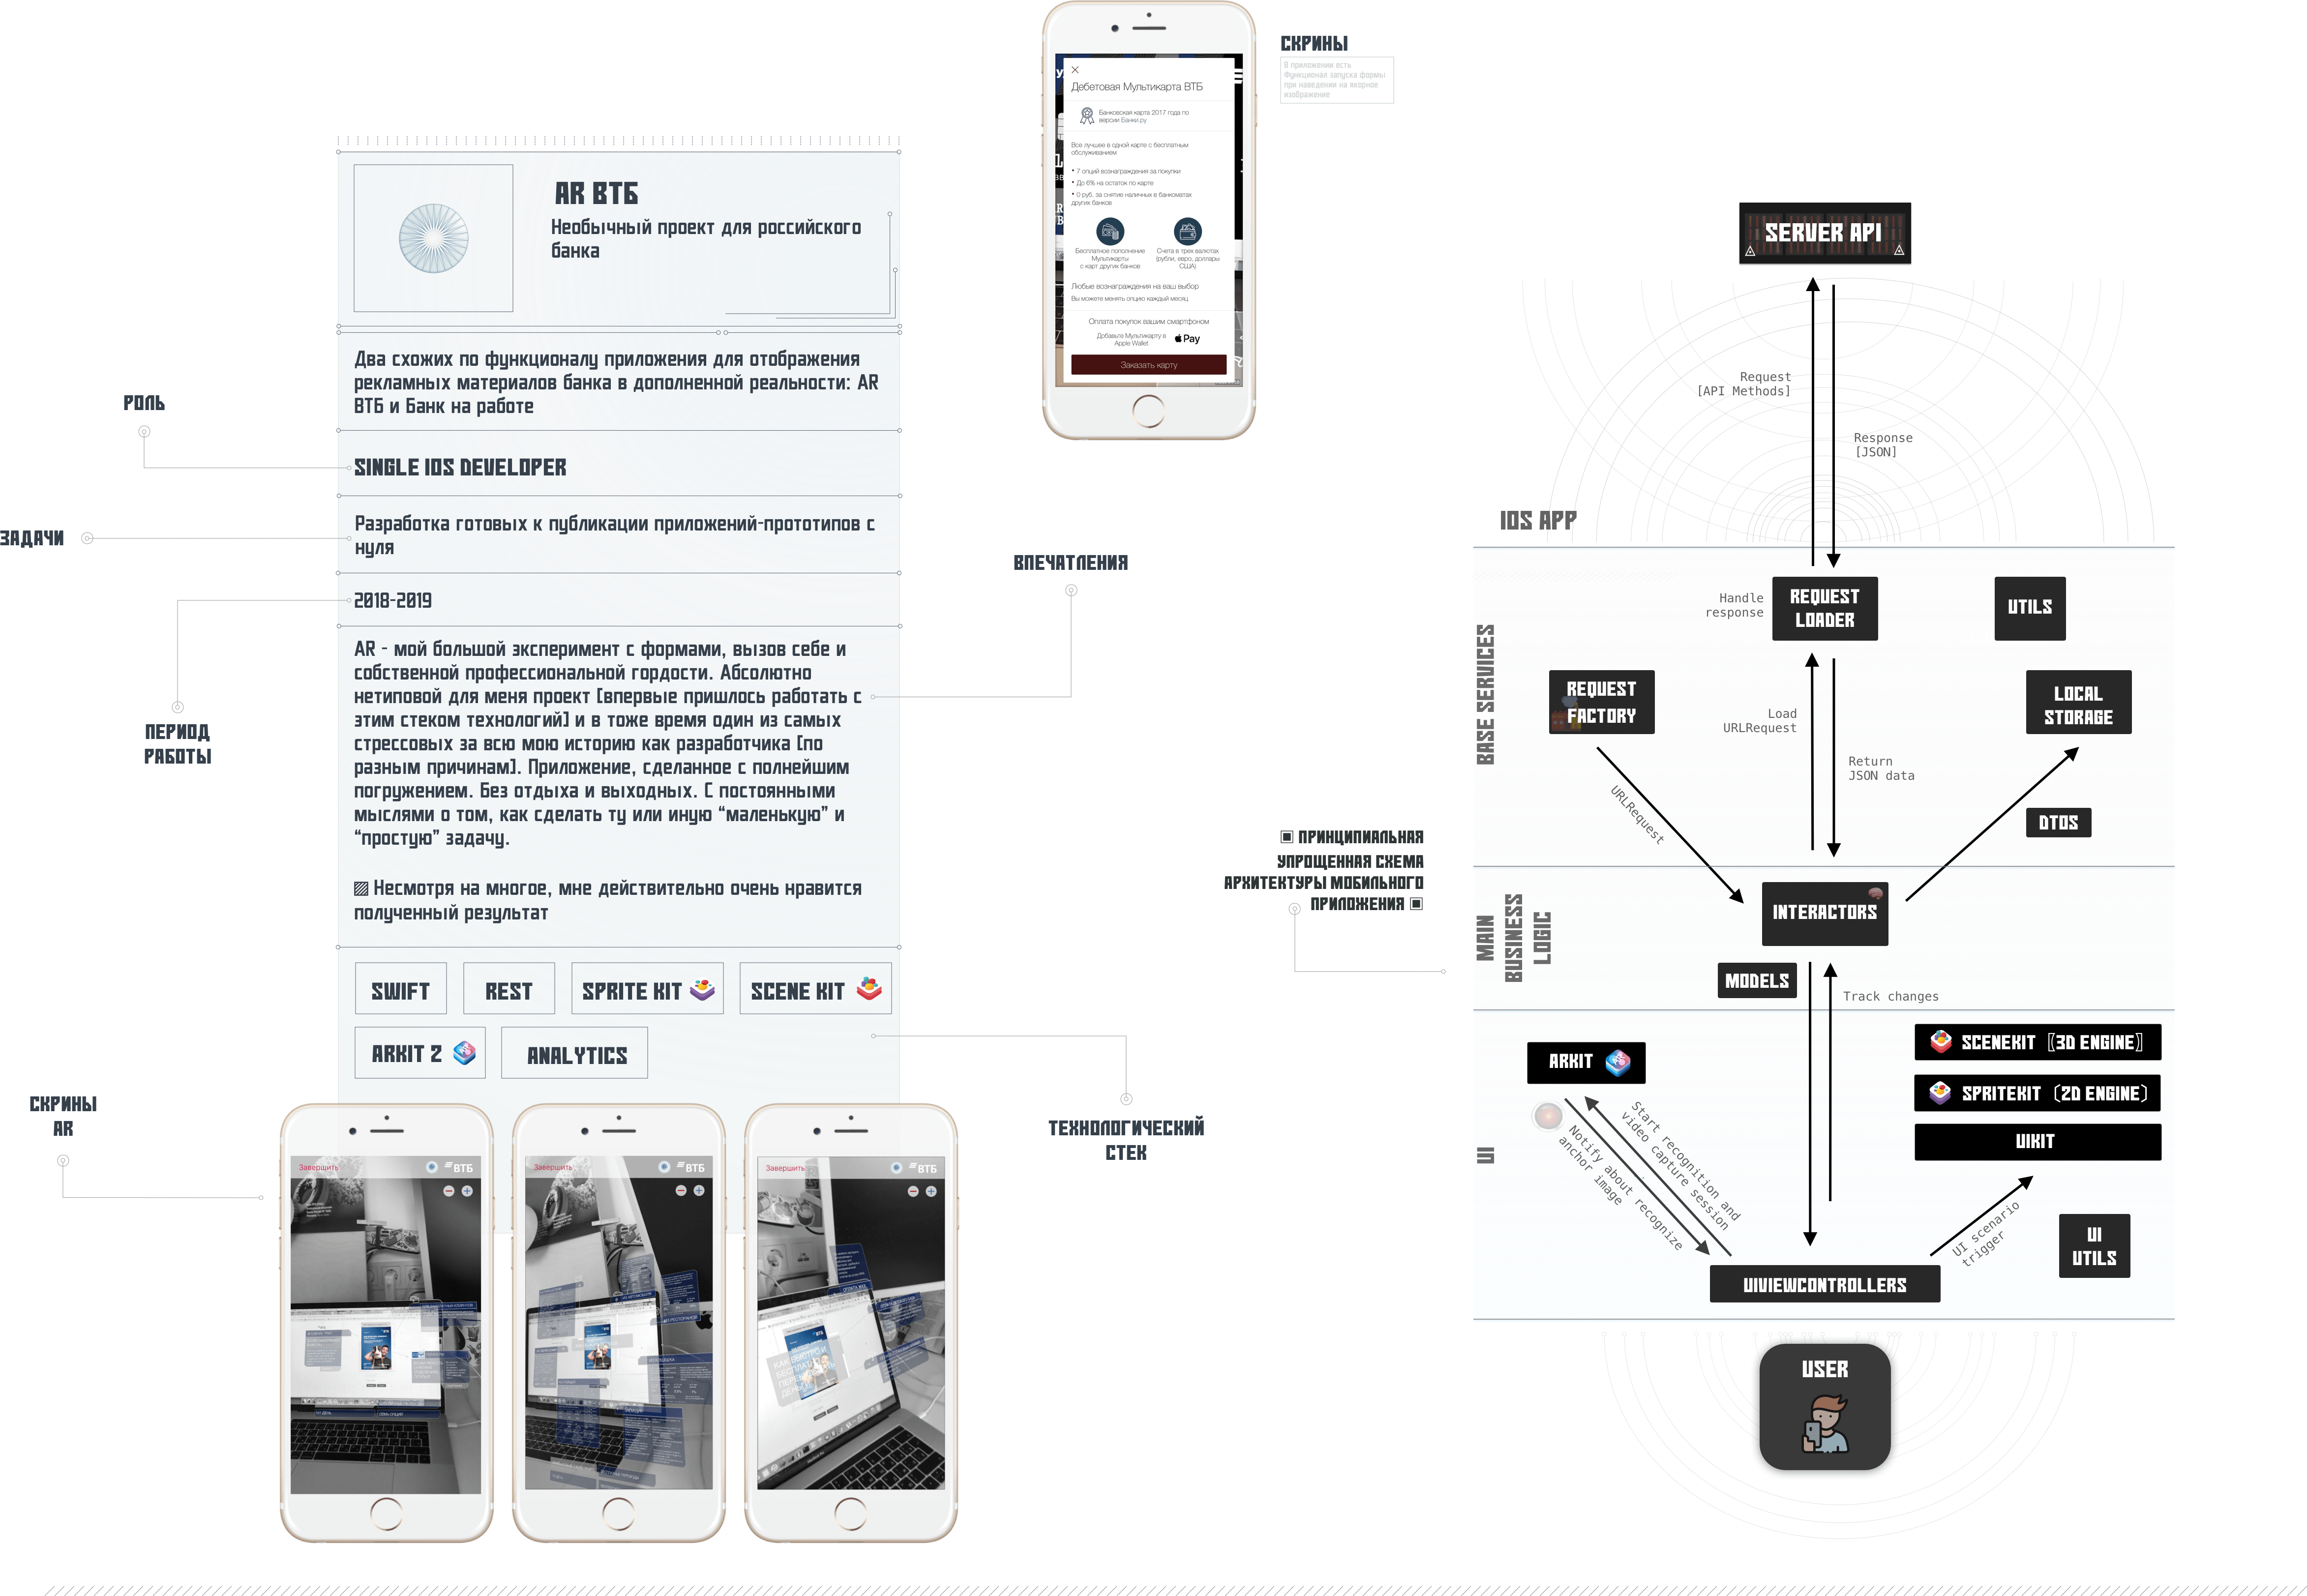 СКРИНЫ
В приложении есть
Функционал запуска формы
при наведении на якорное
изображение
Дебетовая Мультикарта ВТБ
Банковская карта 2017 года по
версии Банки.ру
Все лучшее в одной карте с бесплатным
обслуживанием
• 7 опций вознаграждения за покупки
• До 6% на остаток по карте
• 0 руб. за снятие наличных в банкоматах
других банков
Бесплатное пополнение
Мультикарты
с карт других банков
Счета в трех валютах
(рубли, евро, доллары
США)
Любые вознаграждения на ваш выбор
Вы можете менять опцию каждый месяц
Оплата покупок вашим смартфоном
Добавьте Мультикарту в
Apple Wallet
Pay
Заказать карту
AR ВТБ
Необычный проект для российского
банка
Два схожих по функционалу приложения для отображения
рекламных материалов банка в дополненной реальности: AR
ВТБ и Банк на работе
РОЛЬ
SINGLE IOS DEVELOPER
ЗАДАЧИ
Разработка готовых к публикации приложений-прототипов с
нуля
2018-2019
ПЕРИОД
РАБОТЫ
ВПЕЧАТЛЕНИЯ
AR - мой большой эксперимент с формами, вызов себе и
собственной профессиональной гордости. Абсолютно
нетиповой для меня проект [впервые пришлось работать с
этим стеком технологий] и в тоже время один из самых
стрессовых за всю мою историю как разработчика [по
разным причинам]. Приложение, сделанное с полнейшим
погружением. Без отдыха и выходных. С постоянными
мыслями о том, как сделать ту или иную “маленькую” и
“простую” задачу.
Несмотря на многое, мне действительно очень нравится
полученный результат
SWIFT
REST
SPRITE KIT
SCENE KIT
ARKIT 2
ANALYTICS
ТЕХНОЛОГИЧЕСКИЙ
СТЕК
СКРИНЫ
AR
Завершить
ВТБ
Завершить
ВТБ
Завершить
ВТБ
ПРИНЦИПИАЛЬНАЯ
УПРОЩЕННАЯ СХЕМА
АРХИТЕКТУРЫ МОБИЛЬНОГО
ПРИЛОЖЕНИЯ
SERVER API
Request
[API Methods]
Response
[JSON]
IOS APP
BASE SERVICES
Handle
response
REQUEST
LOADER
UTILS
REQUEST
FACTORY
LOCAL
STORAGE
Load
URLRequest
Return
JSON data
URLRequest
DTOS
MAIN
BUSINESS
LOGIC
INTERACTORS
MODELS
Track changes
UI
ARKIT
SCENEKIT [3D ENGINE]
SPRITEKIT (2D ENGINE)
UIKIT
Start recognition and
video capture session
Notify about recognize
anchor image
UI scenario
trigger
UI
UTILS
UIVIEWCONTROLLERS
USER